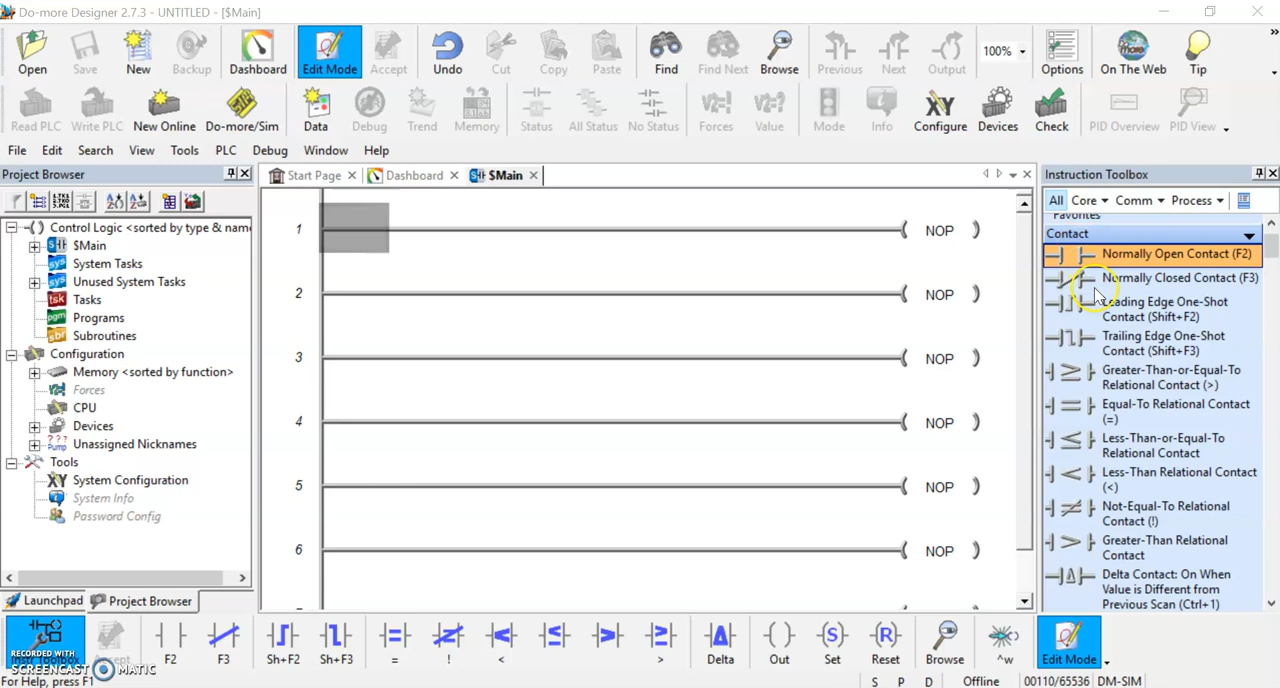 Do-more Designer 2.7.3 - UNTITLED - [$Main]
Open Save New Backup Dashboard Edit Mode Accept Undo Cut Copy Paste Find Find Next Browse Previous Next Output 100% Options On The Web Tip
Read PLC Write PLC New Online Do-more/Sim Data Debug Trend Memory Status All Status No Status Forces Value Mode Info Configure Devices Check PID Overview PID View
File Edit Search View Tools PLC Debug Window Help
Project Browser
Control Logic <sorted by type & name
$Main
System Tasks
Unused System Tasks
Tasks
Programs
Subroutines
Configuration
Memory <sorted by function>
Forces
CPU
Devices
Unassigned Nicknames
Tools
System Configuration
System Info
Password Config
Launchpad Project Browser
Start Page Dashboard $Main
1 NOP
2 NOP
3 NOP
4 NOP
5 NOP
6 NOP
Instruction Toolbox
All Core Comm Process
Favorites
Contact
Normally Open Contact (F2)
Normally Closed Contact (F3)
Leading Edge One-Shot
Contact (Shift+F2)
Trailing Edge One-Shot
Contact (Shift+F3)
Greater-Than-or-Equal-To
Relational Contact (>)
Equal-To Relational Contact
(=)
Less-Than-or-Equal-To
Relational Contact
Less-Than Relational Contact
(<)
Not-Equal-To Relational
Contact (!)
Greater-Than Relational
Contact
Delta Contact: On When
Value is Different from
Previous Scan (Ctrl+1)
Instr Toolbox Accept F2 F3 Sh+F2 Sh+F3 = ! < > Delta Out Set Reset Browse ^w Edit Mode
RECORDED WITH
SCREENCAST MATIC
For Help, press F1 S P D Offline 00110/65536 DM-SIM